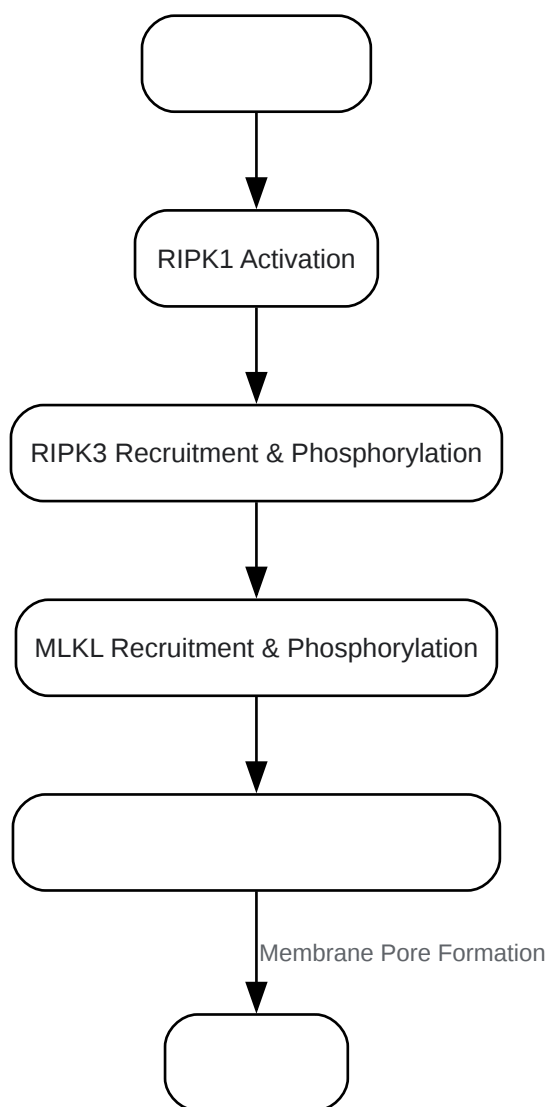 RIPK1 Activation
RIPK3 Recruitment & Phosphorylation
MLKL Recruitment & Phosphorylation
Membrane Pore Formation